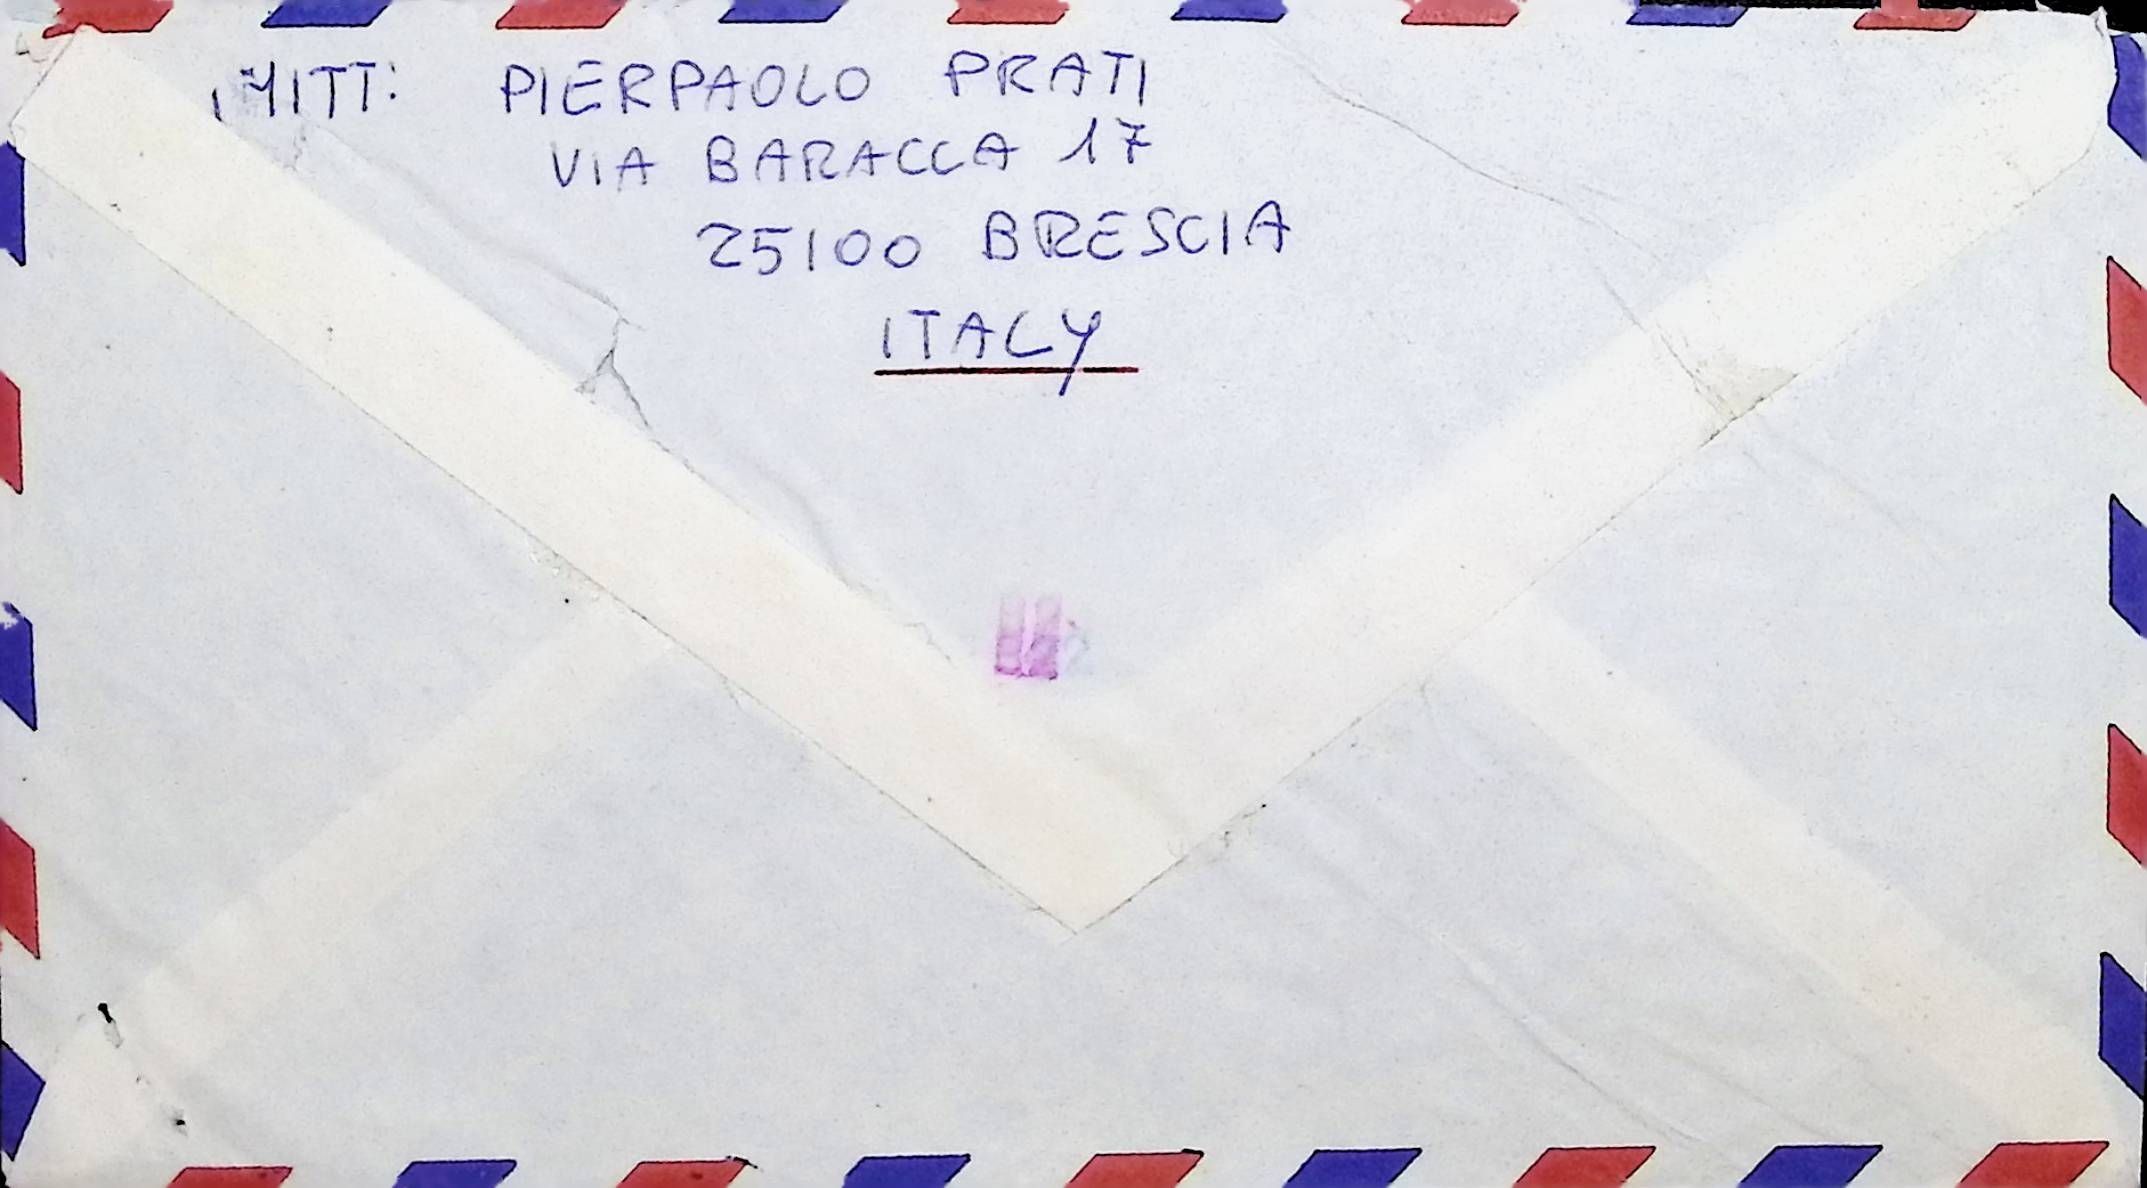 MITT: PIERPAOLO PRATI
VIA BARACCA 17
25100 BRESCIA
ITALY